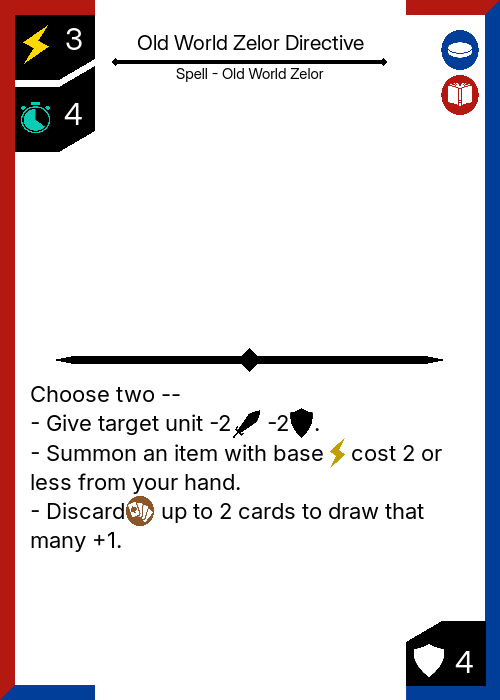 3
Old World Zelor Directive
Spell - Old World Zelor
4
Choose two --
- Give target unit -2 -2.
- Summon an item with base cost 2 or
less from your hand.
- Discard up to 2 cards to draw that
many +1.
4